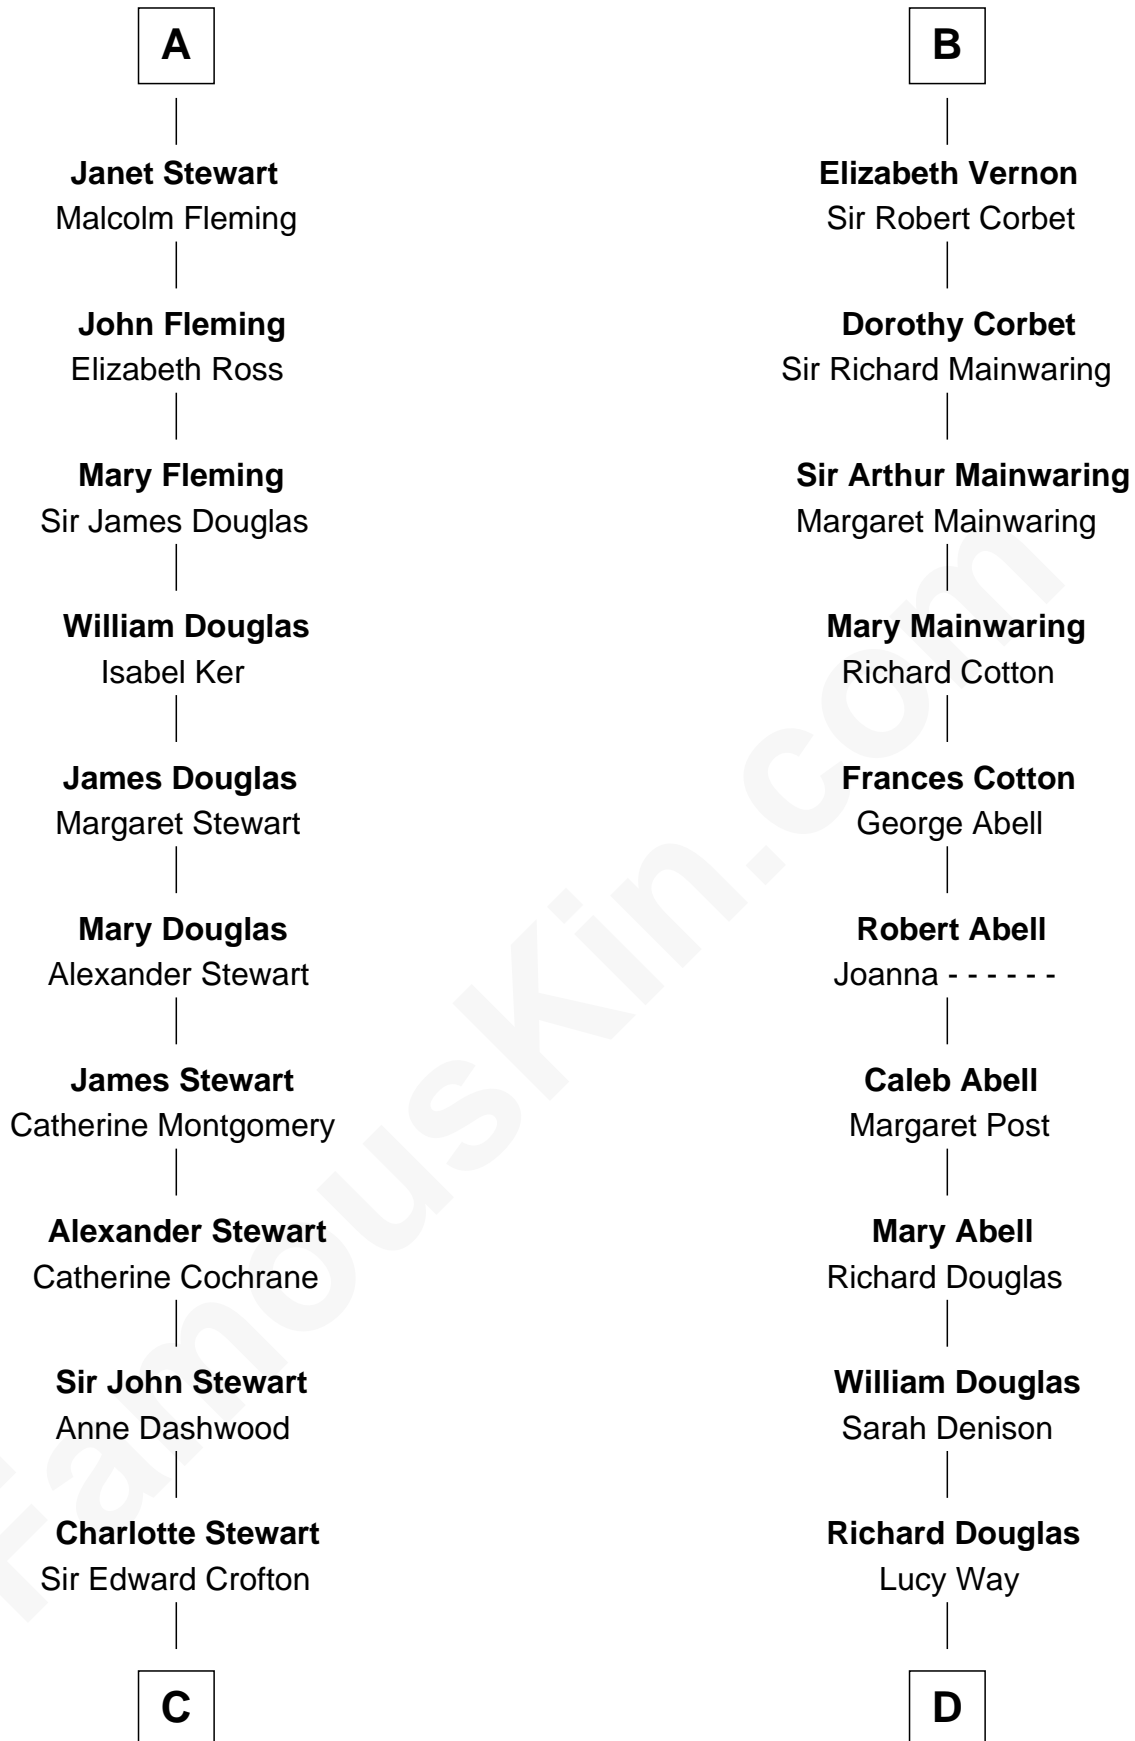 A
Janet Stewart
Malcolm Fleming
John Fleming
Elizabeth Ross
Mary Fleming
Sir James Douglas
William Douglas
Isabel Ker
James Douglas
Margaret Stewart
Mary Douglas
Alexander Stewart
James Stewart
Catherine Montgomery
Alexander Stewart
Catherine Cochrane
Sir John Stewart
Anne Dashwood
Charlotte Stewart
Sir Edward Crofton
C
B
Elizabeth Vernon
Sir Robert Corbet
Dorothy Corbet
Sir Richard Mainwaring
Sir Arthur Mainwaring
Margaret Mainwaring
Mary Mainwaring
Richard Cotton
Frances Cotton
George Abell
Robert Abell
Joanna - - - - - -
Caleb Abell
Margaret Post
Mary Abell
Richard Douglas
William Douglas
Sarah Denison
Richard Douglas
Lucy Way
D
FamousKin.com